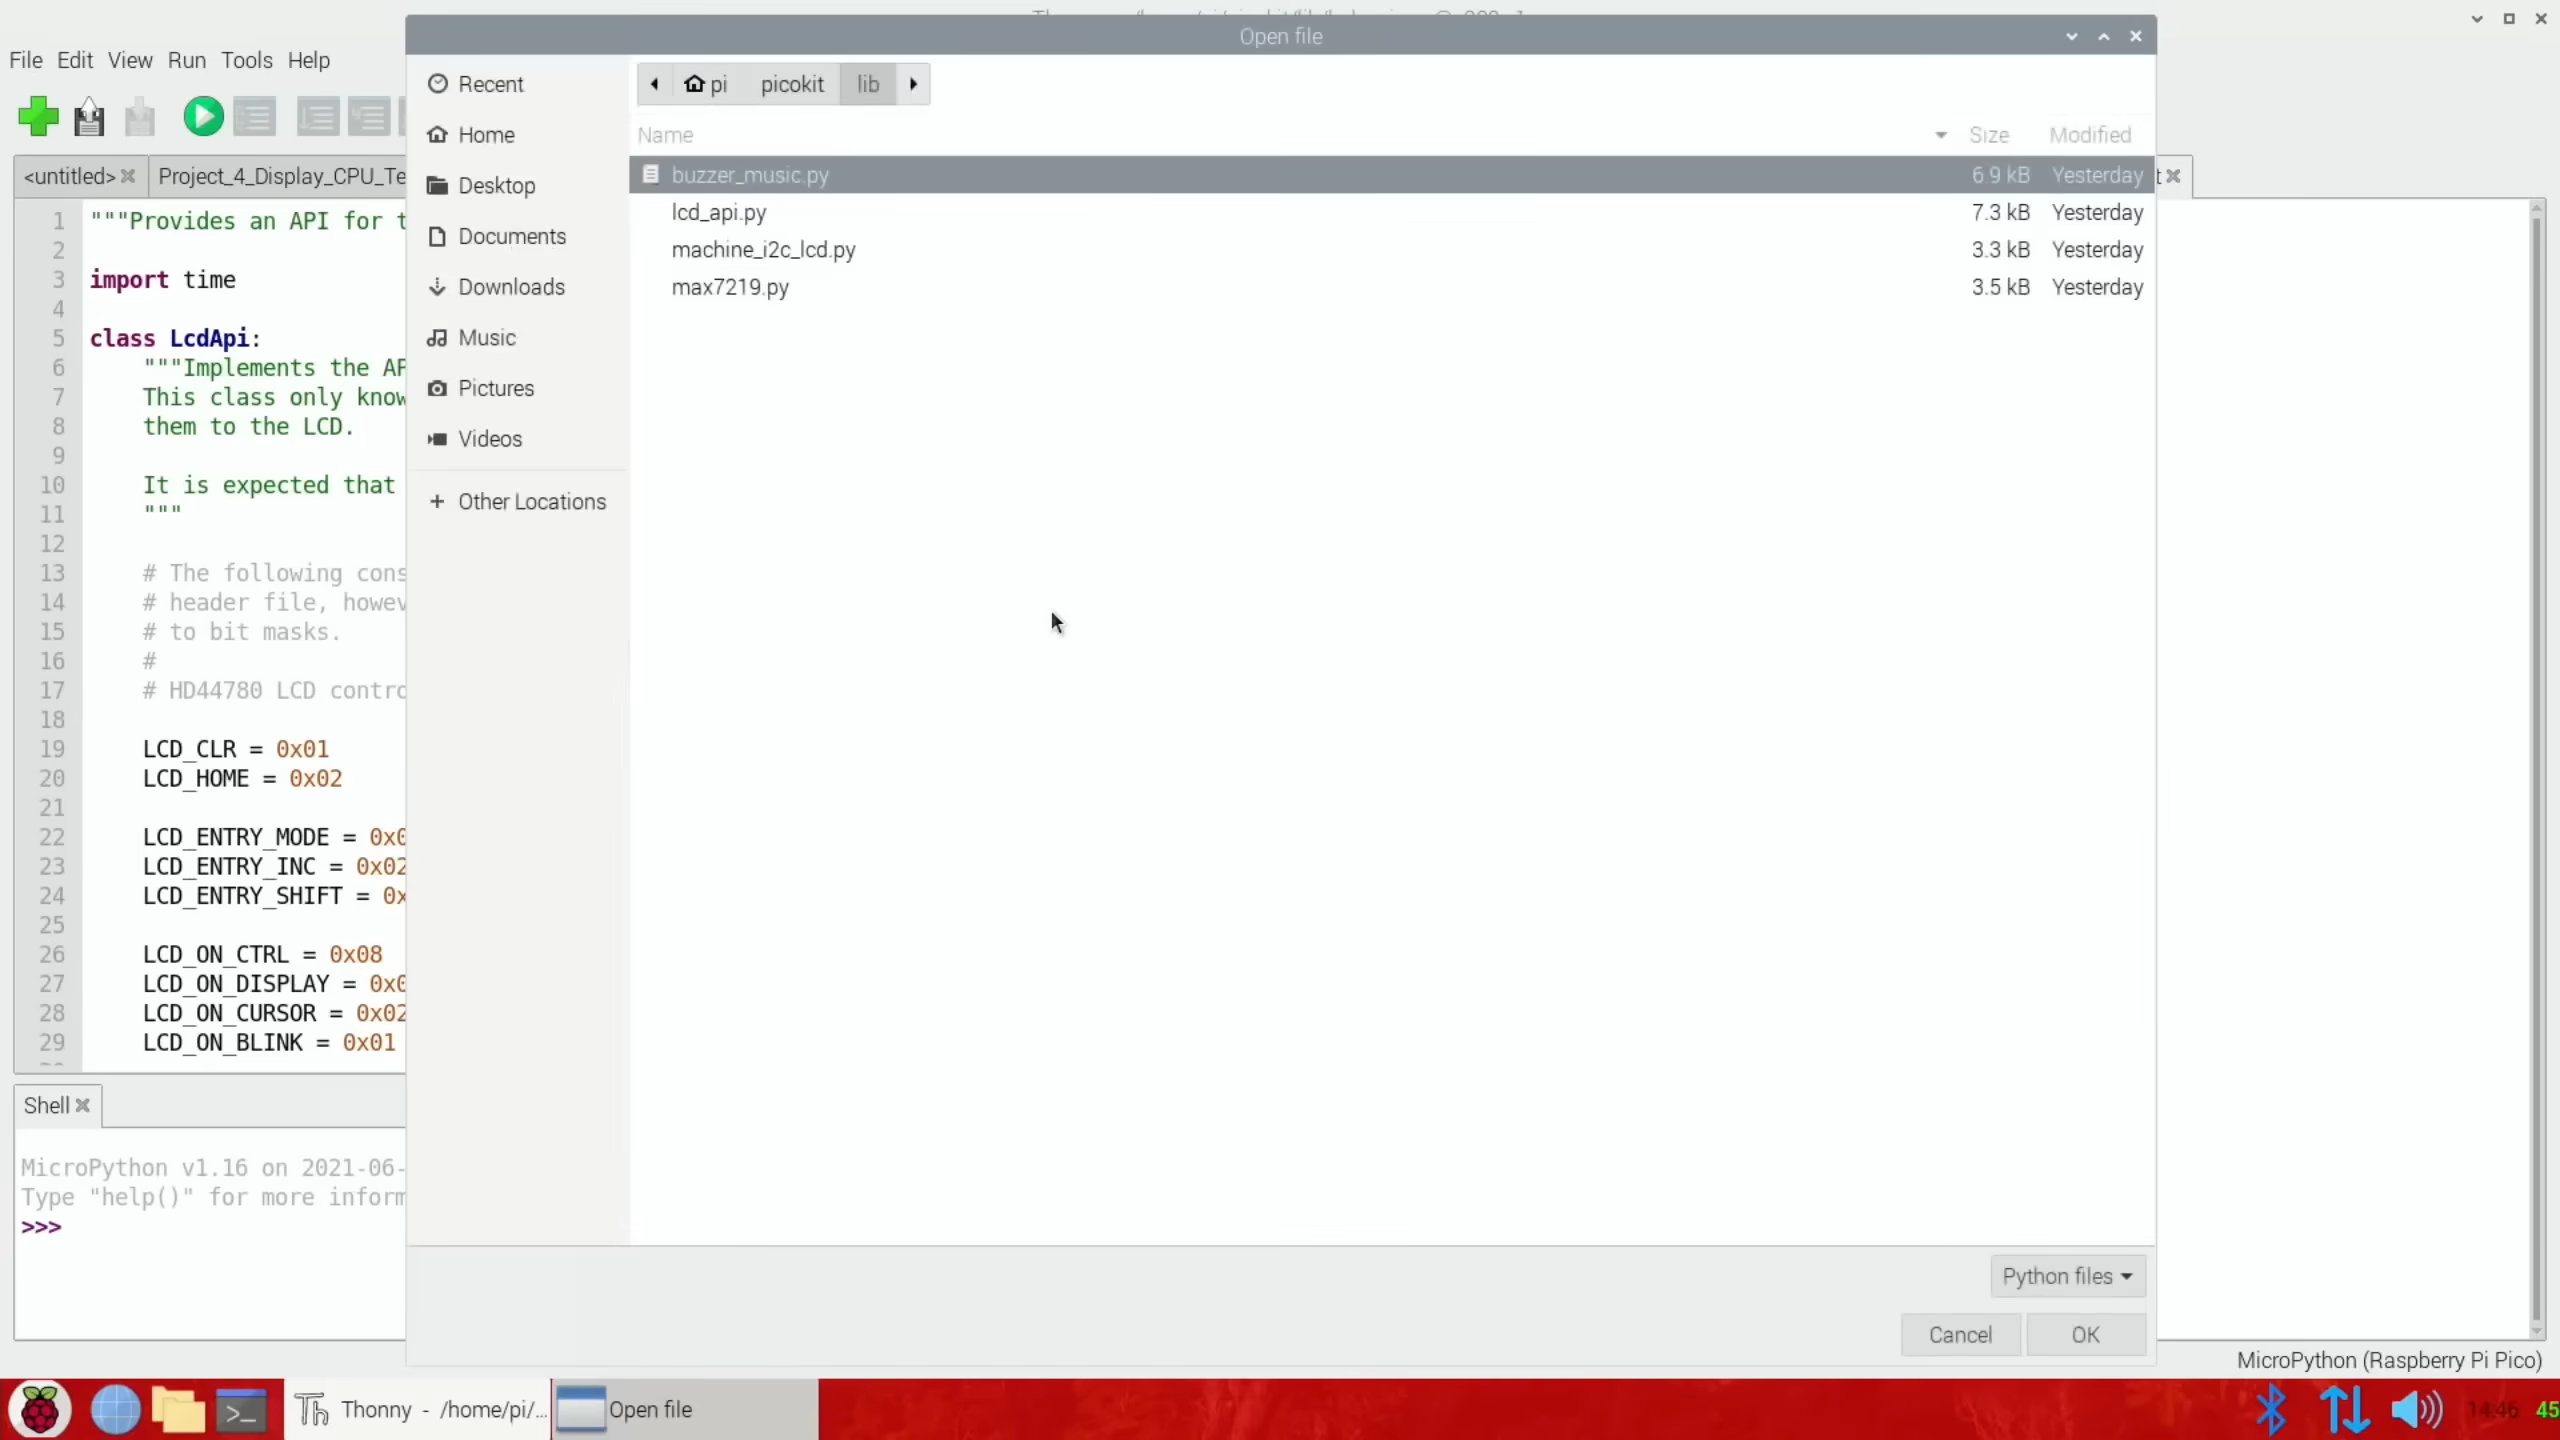 Open file
File Edit View Run Tools Help
<untitled>
Project_4_Display_CPU_Te
Recent
Home
Desktop
Documents
Downloads
Music
Pictures
Videos
Other Locations
pi picokit lib
Name Size Modified
buzzer_music.py 6.9 kB Yesterday
lcd_api.py 7.3 kB Yesterday
machine_i2c_lcd.py 3.3 kB Yesterday
max7219.py 3.5 kB Yesterday
1 """Provides an API for t
2
3 import time
4
5 class LcdApi:
6 """Implements the AP
7 This class only know
8 them to the LCD.
9
10 It is expected that
11 """
12
13 # The following cons
14 # header file, howev
15 # to bit masks.
16 #
17 # HD44780 LCD contro
18
19 LCD_CLR = 0x01
20 LCD_HOME = 0x02
21
22 LCD_ENTRY_MODE = 0x0
23 LCD_ENTRY_INC = 0x02
24 LCD_ENTRY_SHIFT = 0x
25
26 LCD_ON_CTRL = 0x08
27 LCD_ON_DISPLAY = 0x0
28 LCD_ON_CURSOR = 0x02
29 LCD_ON_BLINK = 0x01
Shell
MicroPython v1.16 on 2021-06-
Type "help()" for more inform
>>>
Python files
Cancel OK
MicroPython (Raspberry Pi Pico)
Thonny - /home/pi/...
Open file
14:46 45